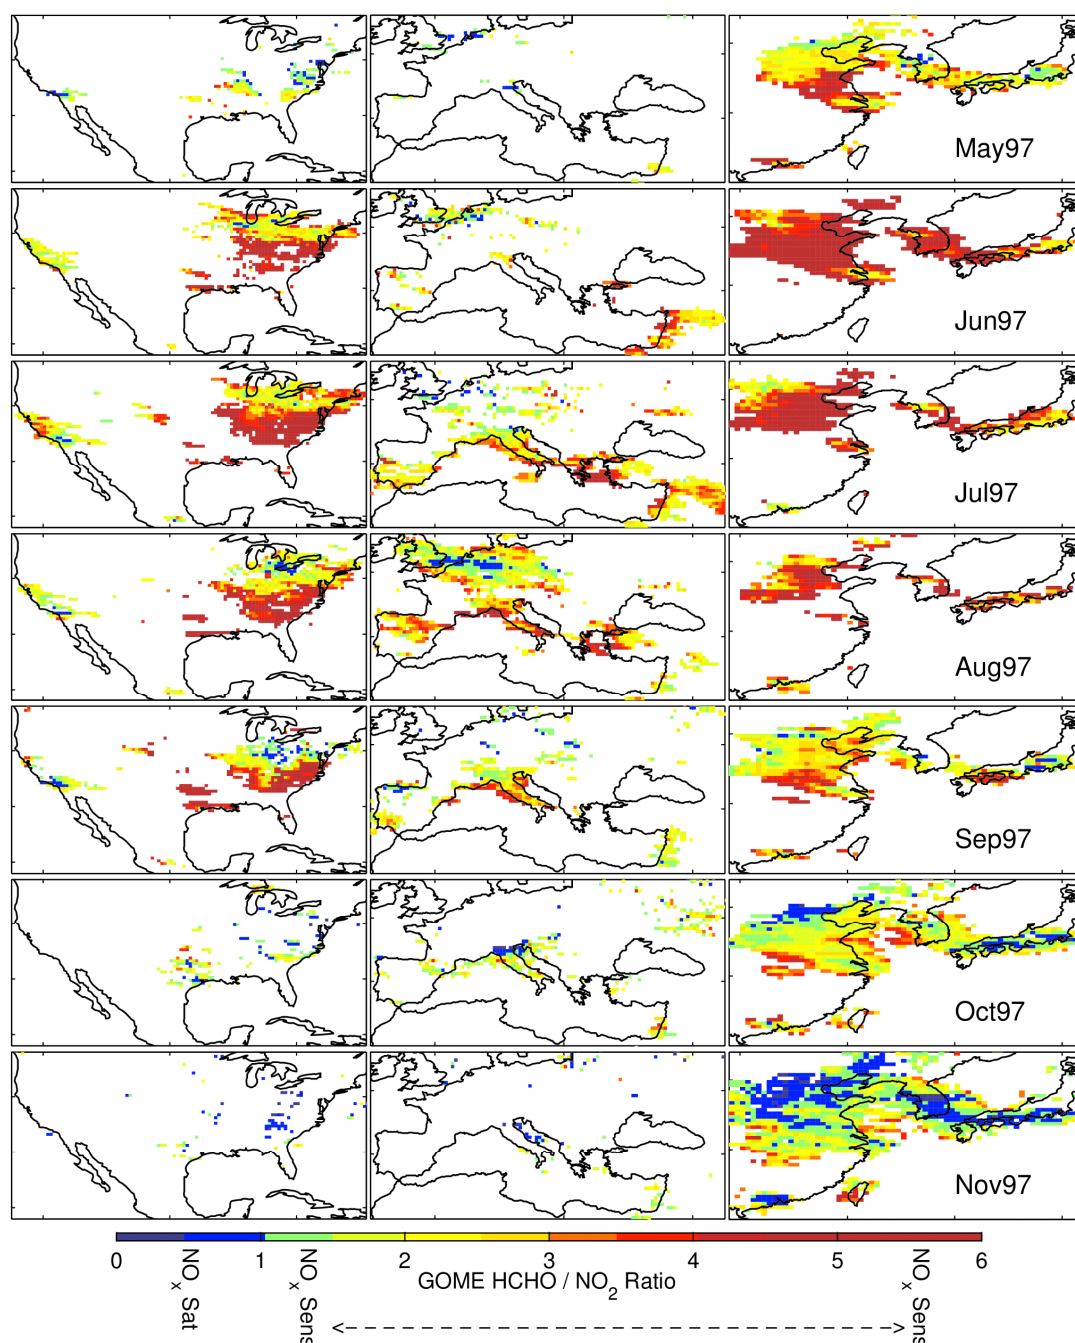 May97
Jun97
Jul97
Aug97
Sep97
Oct97
Nov97
0 1 2 3 4 5 6
GOME HCHO / NO2 Ratio
NOx Sat
NOx Sens
NOx Sens